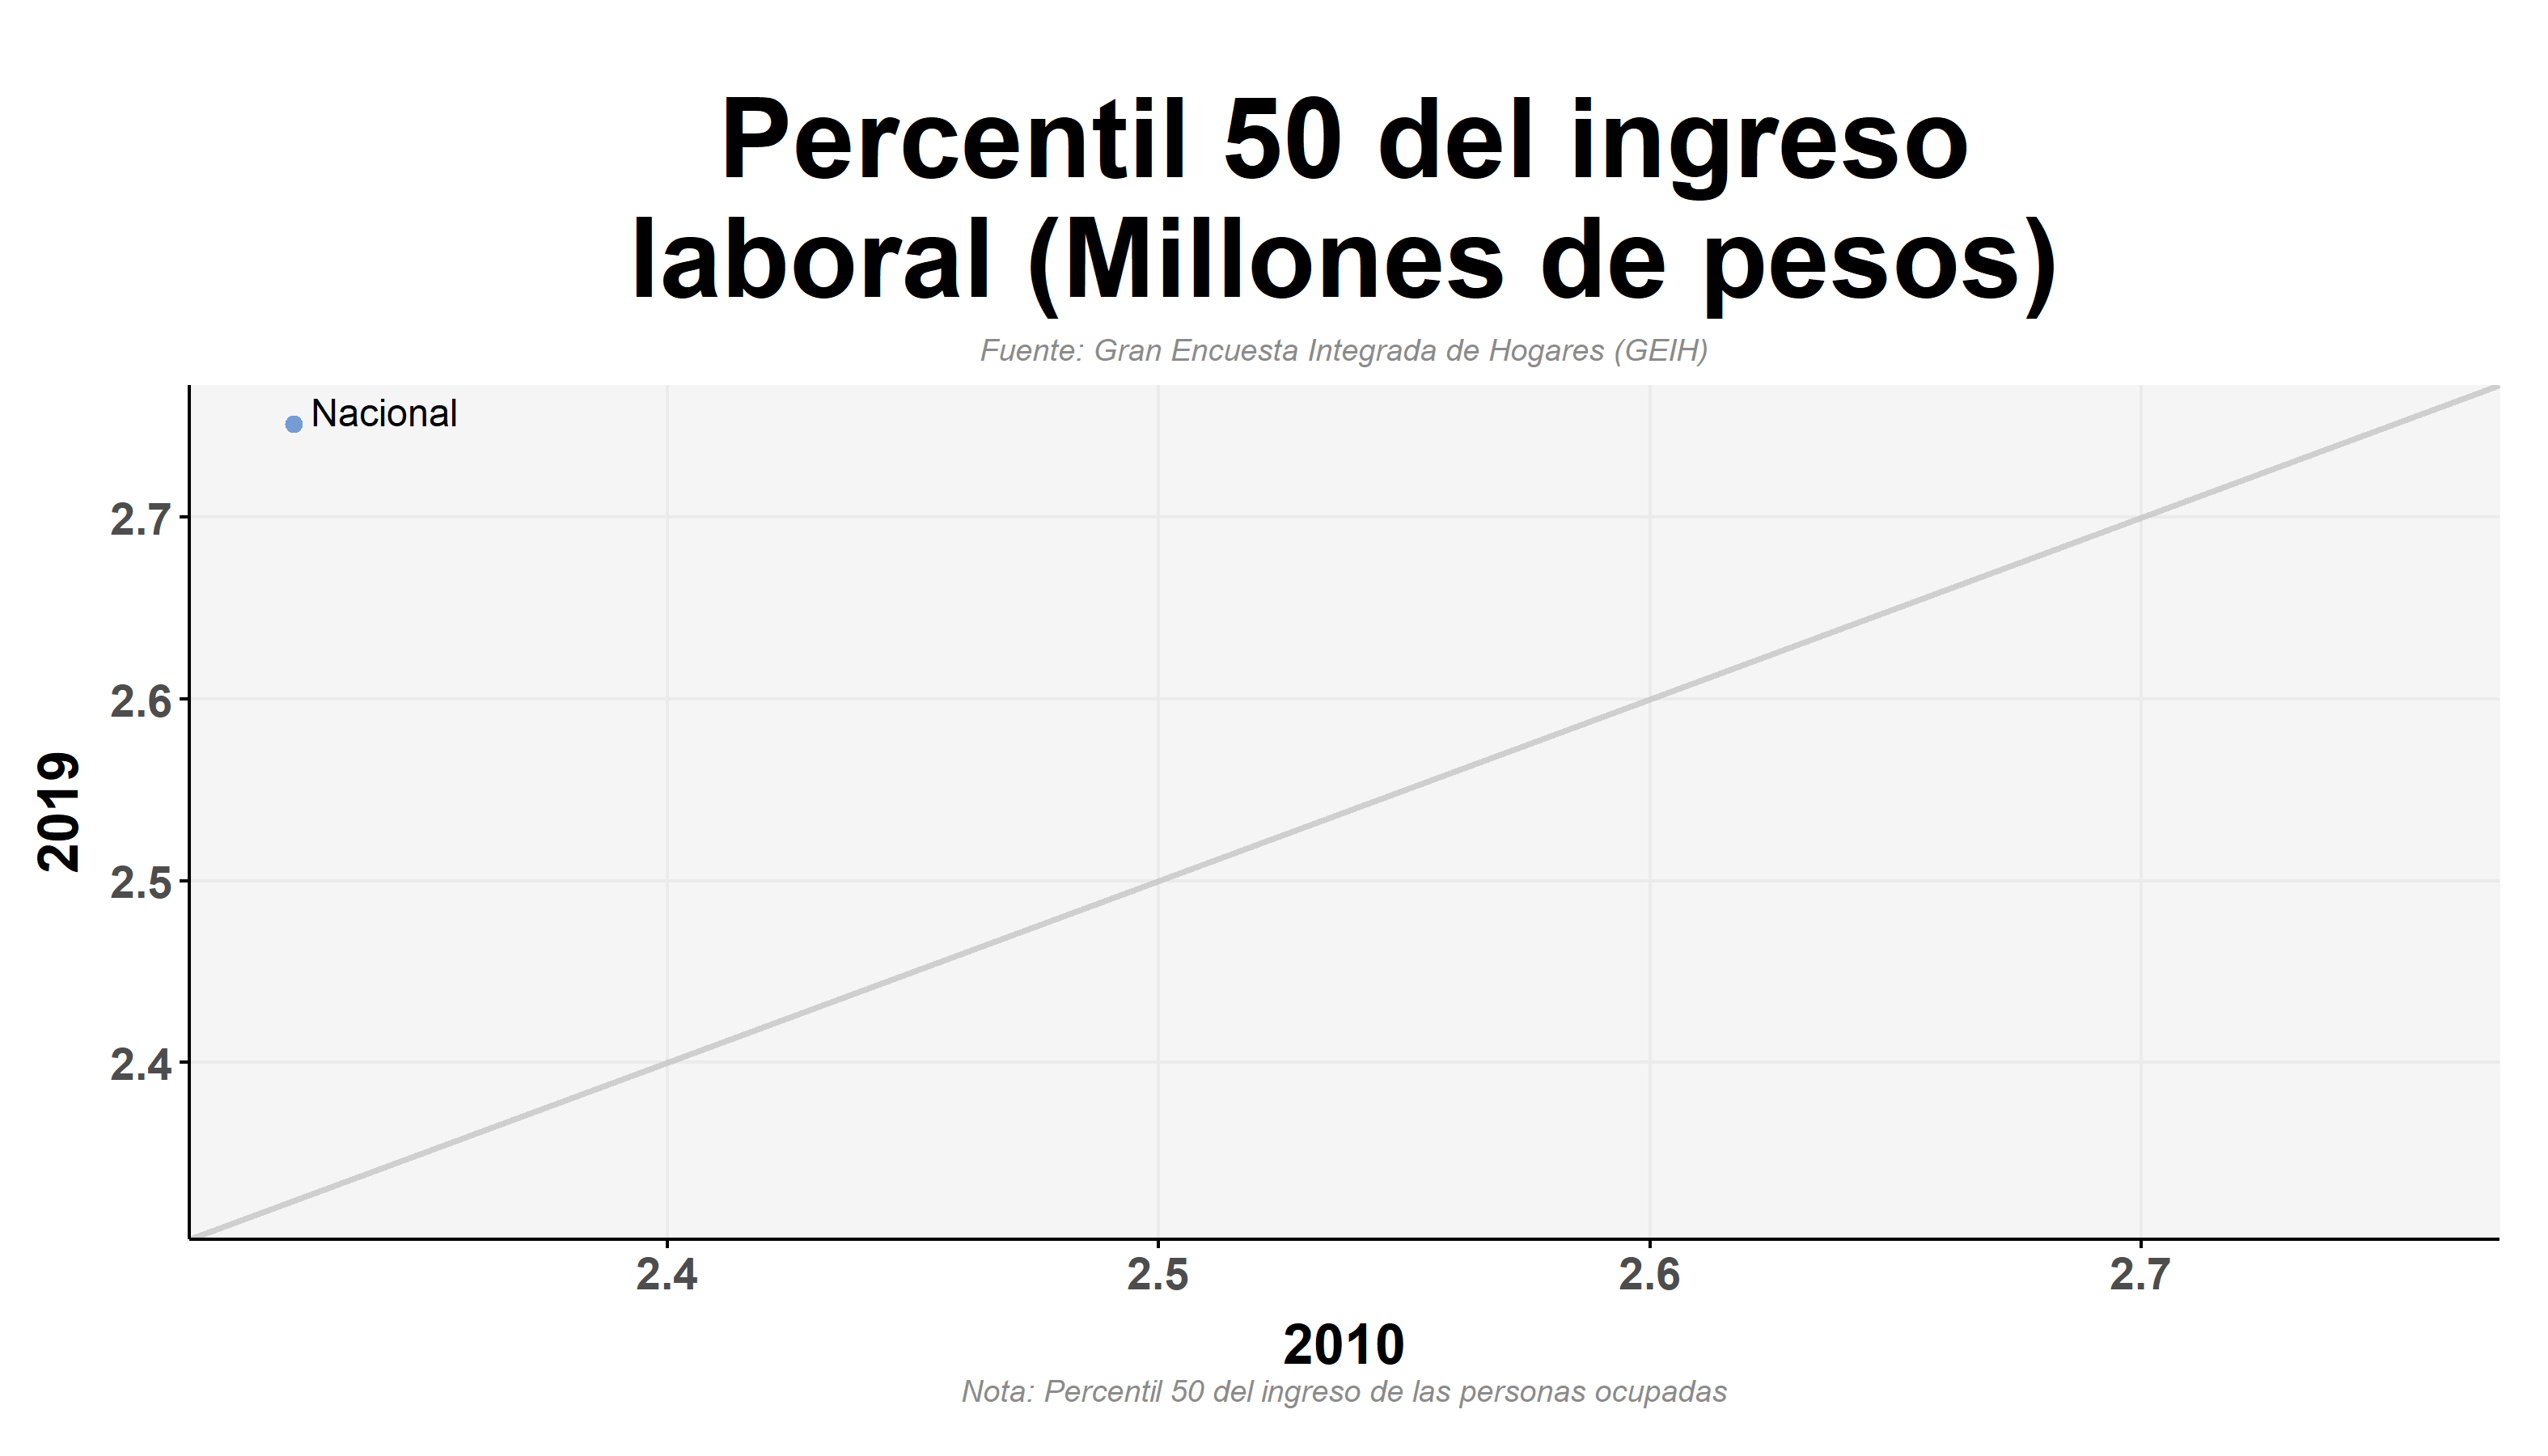 Percentil 50 del ingreso
laboral (Millones de pesos)
Fuente: Gran Encuesta Integrada de Hogares (GEIH)
Nacional
2.7
2.6
2.5
2.4
2019
2.4 2.5 2.6 2.7
2010
Nota: Percentil 50 del ingreso de las personas ocupadas